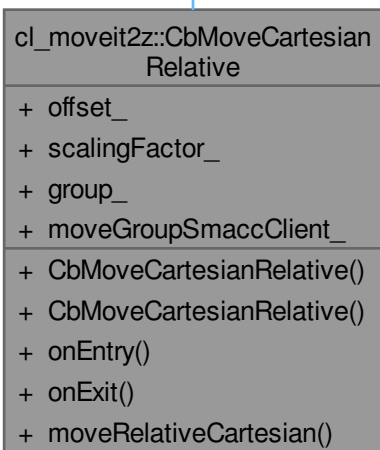 cl_moveit2z::CbMoveCartesian
Relative
+ offset_
+ scalingFactor_
+ group_
+ moveGroupSmaccClient_
+ CbMoveCartesianRelative()
+ CbMoveCartesianRelative()
+ onEntry()
+ onExit()
+ moveRelativeCartesian()